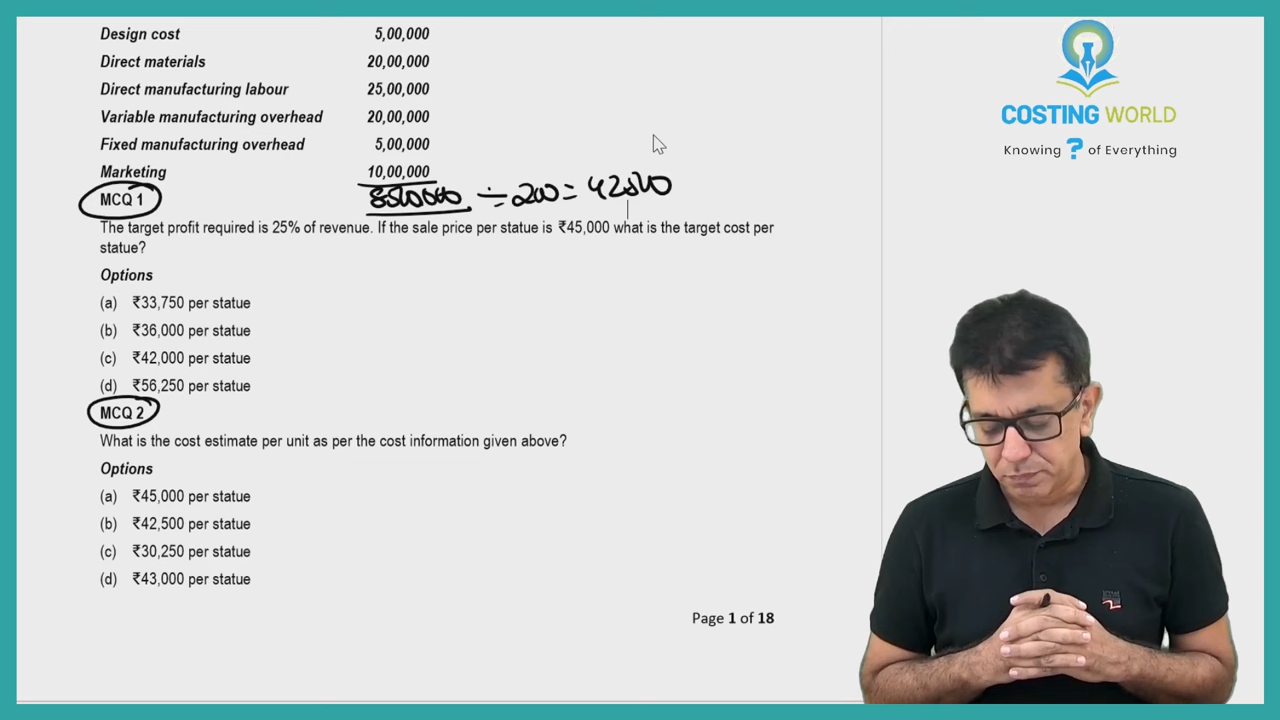 Design cost 5,00,000
Direct materials 20,00,000
Direct manufacturing labour 25,00,000
Variable manufacturing overhead 20,00,000
Fixed manufacturing overhead 5,00,000
Marketing 10,00,000
8500000 ÷ 200 = 42500
MCQ 1
The target profit required is 25% of revenue. If the sale price per statue is ₹45,000 what is the target cost per
statue?
Options
(a) ₹33,750 per statue
(b) ₹36,000 per statue
(c) ₹42,000 per statue
(d) ₹56,250 per statue
MCQ 2
What is the cost estimate per unit as per the cost information given above?
Options
(a) ₹45,000 per statue
(b) ₹42,500 per statue
(c) ₹30,250 per statue
(d) ₹43,000 per statue
Page 1 of 18
COSTING WORLD
Knowing ? of Everything